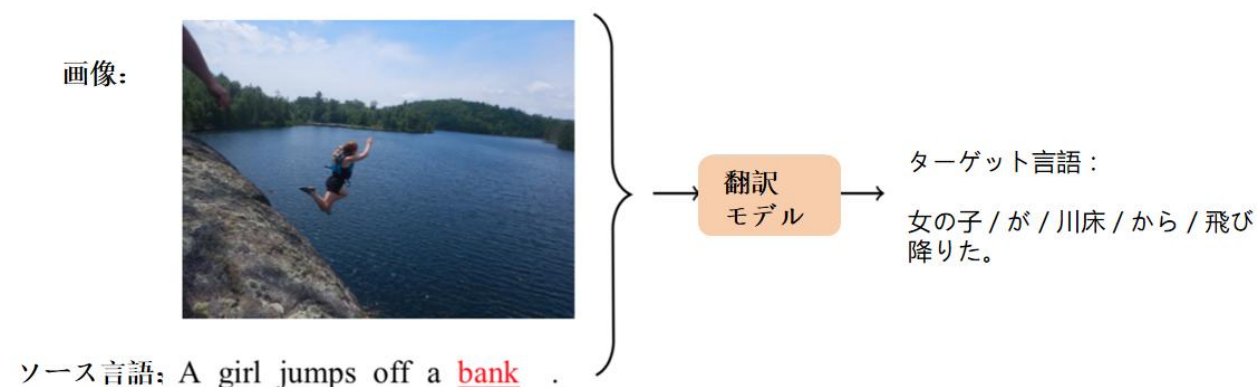 画像:
ソース言語: A girl jumps off a bank .
翻訳
モデル
ターゲット言語：
女の子 / が / 川床 / から / 飛び
降りた。